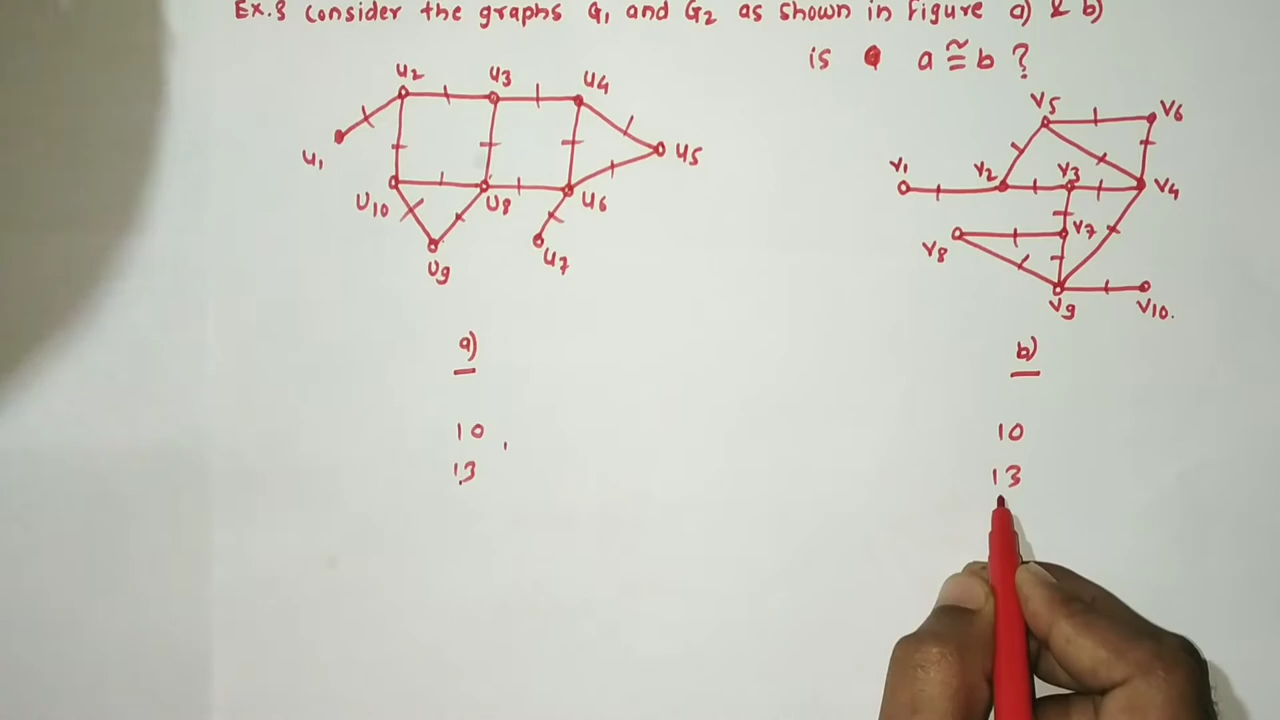 Ex.3 consider the graphs G1 and G2 as shown in Figure a) & b)
is a ≅ b ?
u1
u2
u3
u4
u5
u10
u8
u6
u9
u7
v5
v6
v1
v2
v3
v4
v8
v7
v9
v10.
a)
b)
10 ,
10
13
13